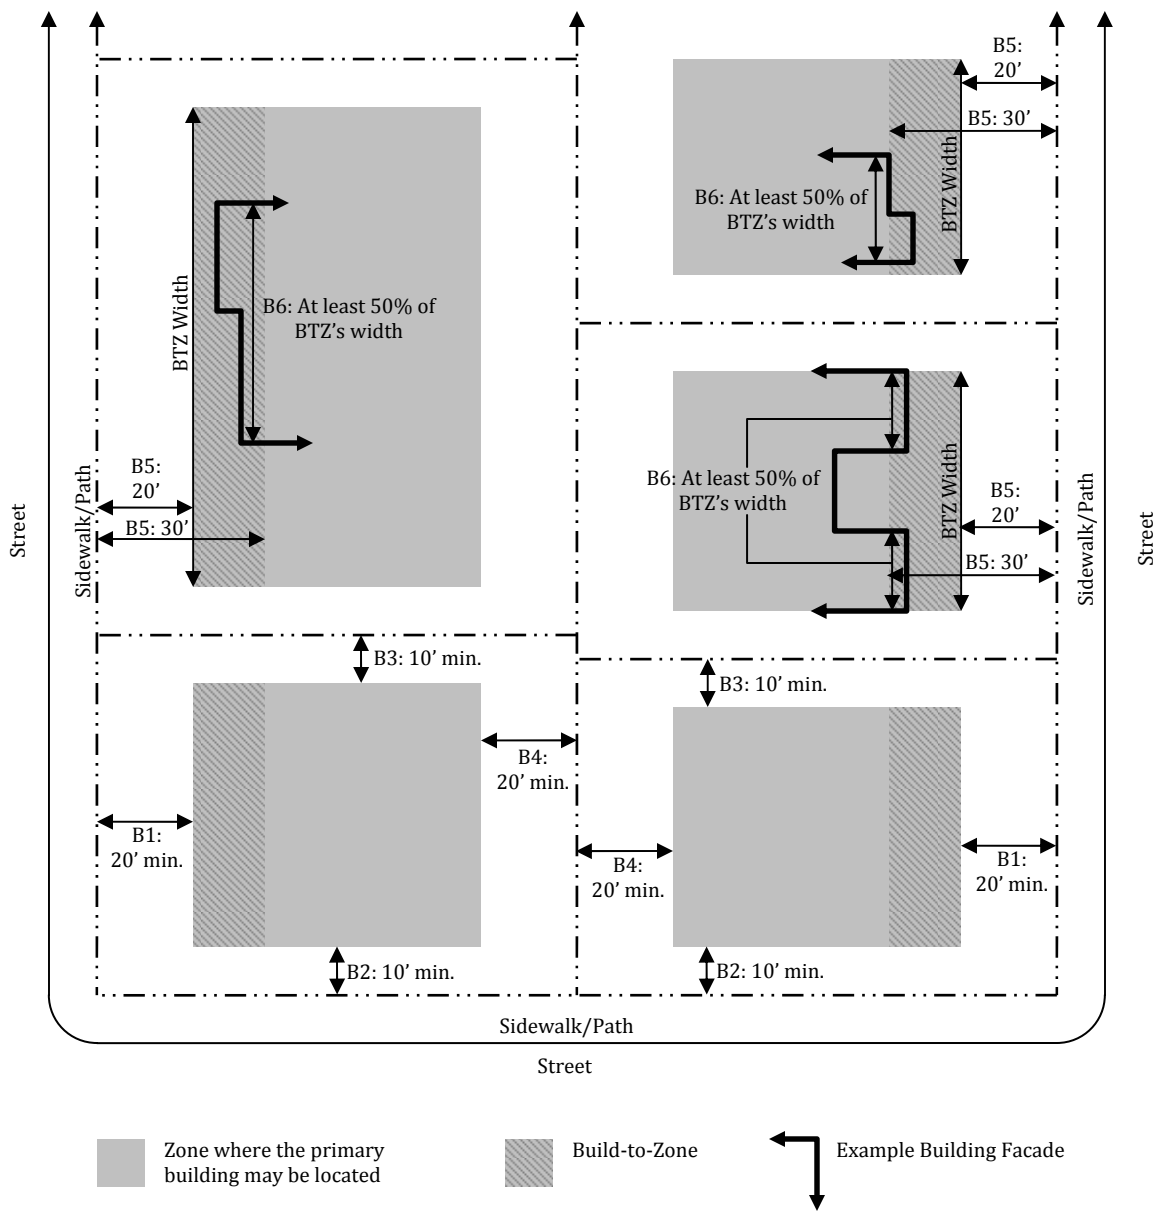 B5:
20’
B5: 30’
BTZ Width
B6: At least 50% of
BTZ’s width
BTZ Width
B6: At least 50% of
BTZ’s width
B5:
20’
B5: 30’
Sidewalk/Path
Street
B6: At least 50% of
BTZ’s width
BTZ Width
B5:
20’
B5: 30’
Sidewalk/Path
Street
B3: 10’ min.
B4:
20’ min.
B1:
20’ min.
B2: 10’ min.
B3: 10’ min.
B4:
20’ min.
B1:
20’ min.
B2: 10’ min.
Sidewalk/Path
Street
Zone where the primary
building may be located
Build-to-Zone
Example Building Facade